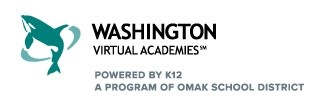 WASHINGTON
VIRTUAL ACADEMIES℠
POWERED BY K12
A PROGRAM OF OMAK SCHOOL DISTRICT